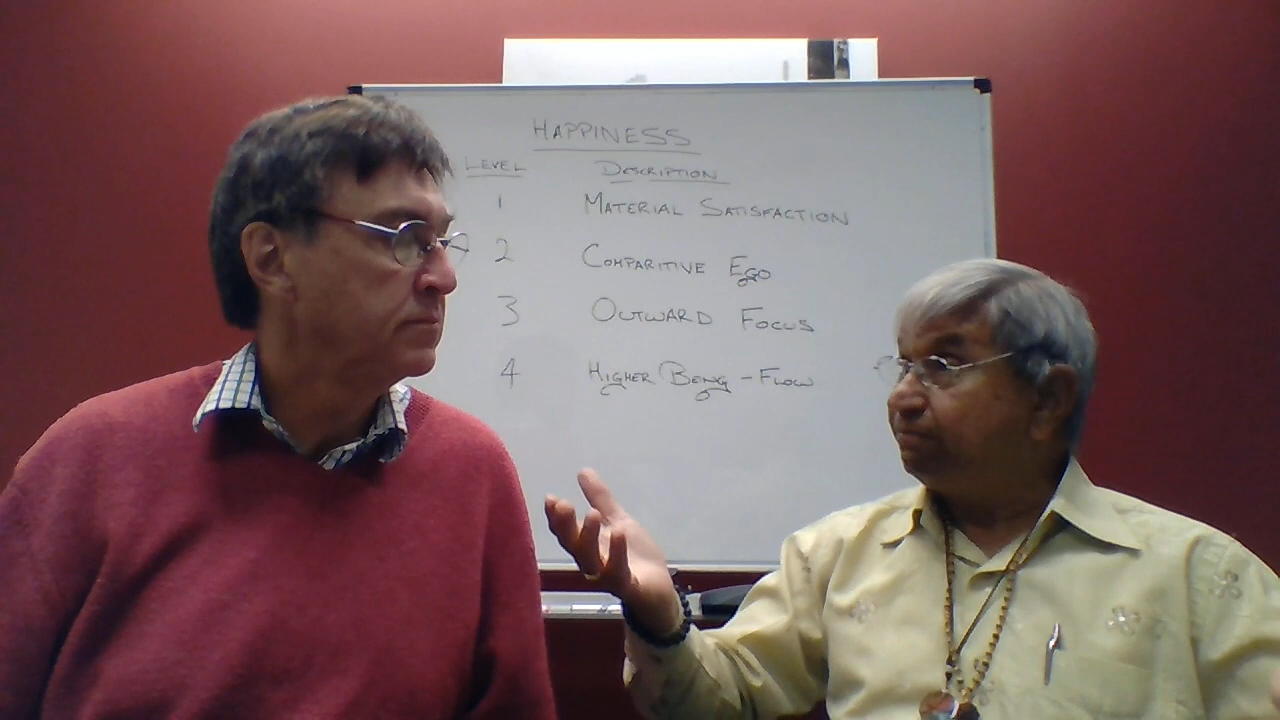 HAPPINESS
LEVEL DESCRIPTION
1 MATERIAL SATISFACTION
2 COMPARITIVE EGO
3 OUTWARD FOCUS
4 HIGHER BEING - FLOW